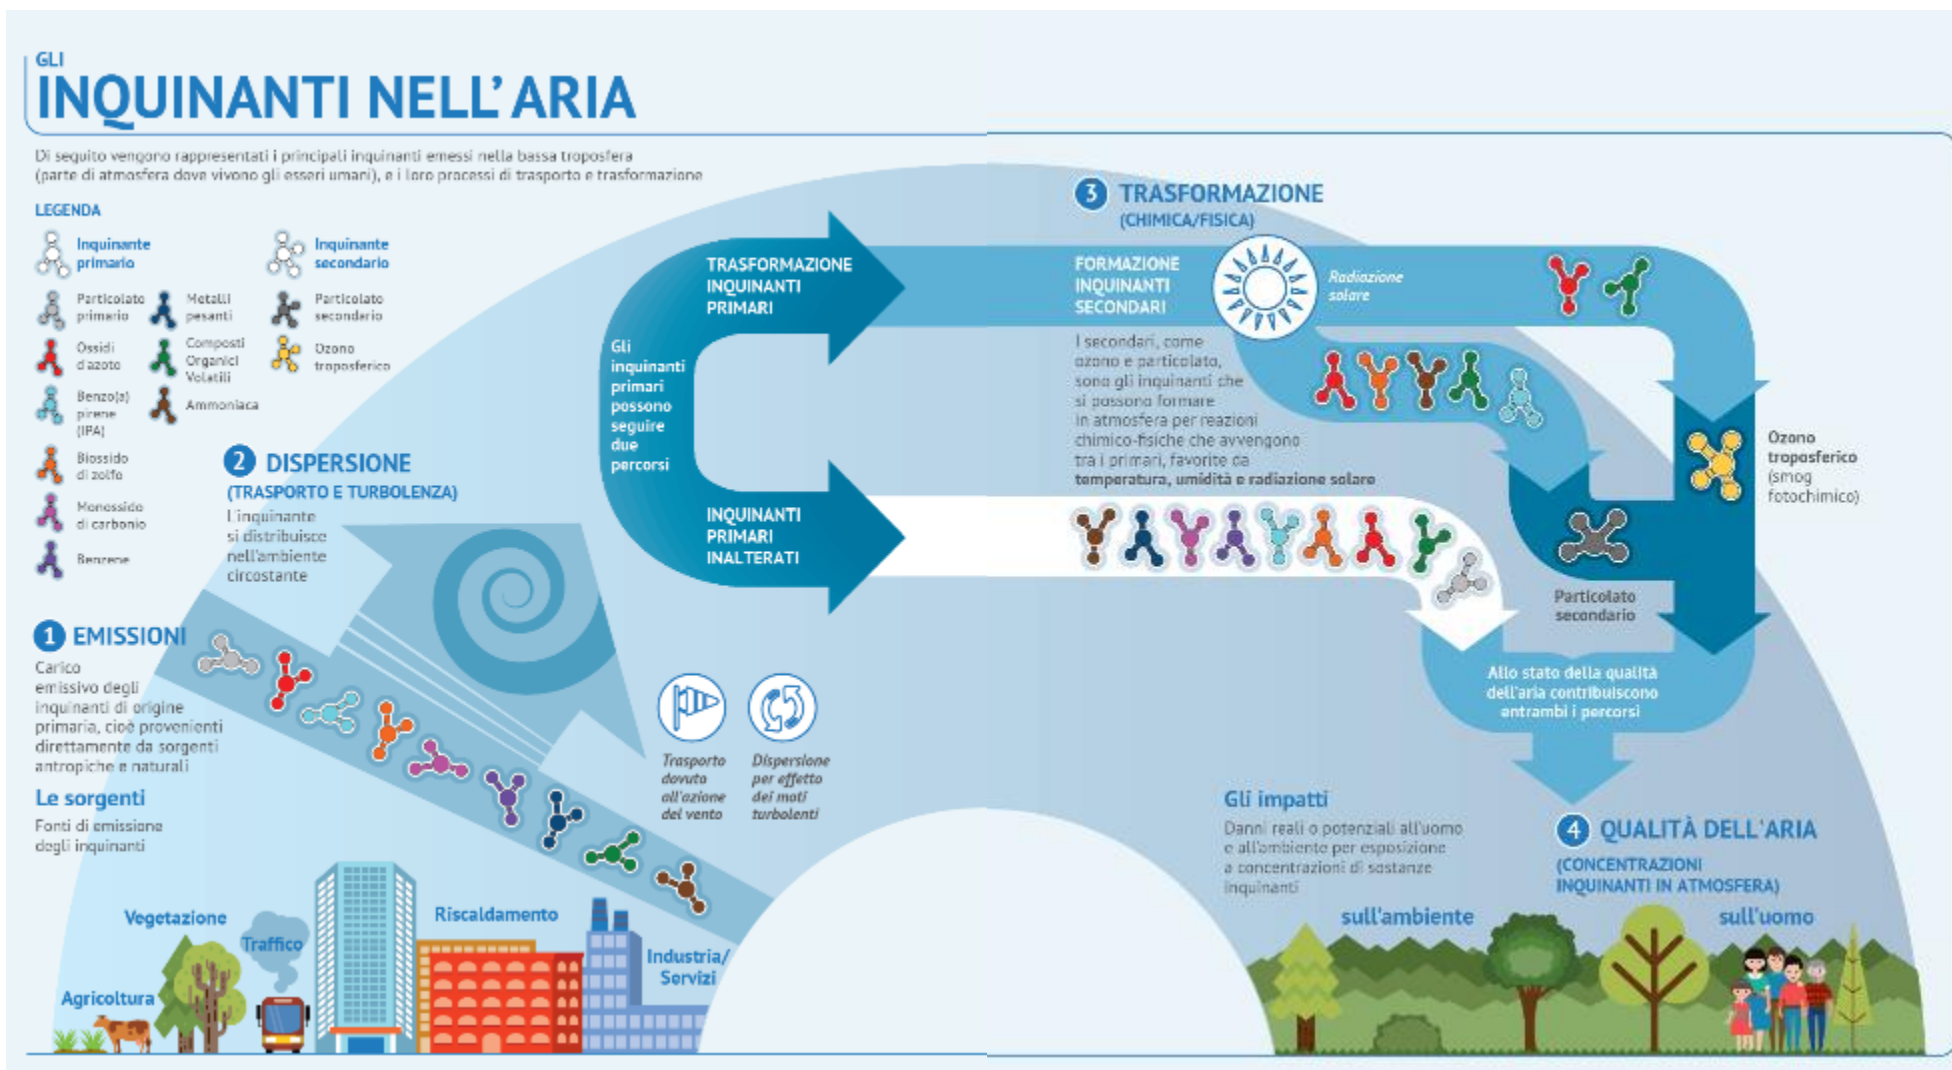 GLI
INQUINANTI NELL'ARIA
Di seguito vengono rappresentati i principali inquinanti emessi nella bassa troposfera
(parte di atmosfera dove vivono gli esseri umani), e i loro processi di trasporto e trasformazione
LEGENDA
Inquinante
primario
Inquinante
secondario
Particolato
primario
Metalli
pesanti
Particolato
secondario
Ossidi
d'azoto
Composti
Organici
Volatili
Ozono
troposferico
Benzo(a)
pirene
(IPA)
Ammoniaca
Biossido
di zolfo
Monossido
di carbonio
Benzene
1 EMISSIONI
Carico
emissivo degli
inquinanti di origine
primaria, cioè provenienti
direttamente da sorgenti
antropiche e naturali
Le sorgenti
Fonti di emissione
degli inquinanti
Agricoltura
Vegetazione
Traffico
Riscaldamento
Industria/
Servizi
2 DISPERSIONE
(TRASPORTO E TURBOLENZA)
L'inquinante
si distribuisce
nell'ambiente
circostante
Trasporto
dovuto
all'azione
del vento
Dispersione
per effetto
dei moti
turbolenti
Gli
inquinanti
primari
possono
seguire
due
percorsi
TRASFORMAZIONE
INQUINANTI
PRIMARI
INQUINANTI
PRIMARI
INALTERATI
3 TRASFORMAZIONE
(CHIMICA/FISICA)
FORMAZIONE
INQUINANTI
SECONDARI
Radiazione
solare
I secondari, come
ozono e particolato,
sono gli inquinanti che
si possono formare
in atmosfera per reazioni
chimico-fisiche che avvengono
tra i primari, favorite da
temperatura, umidità e radiazione solare
Ozono
troposferico
(smog
fotochimico)
Particolato
secondario
Allo stato della qualità
dell'aria contribuiscono
entrambi i percorsi
Gli impatti
Danni reali o potenziali all'uomo
e all'ambiente per esposizione
a concentrazioni di sostanze
inquinanti
4 QUALITÀ DELL'ARIA
(CONCENTRAZIONI
INQUINANTI IN ATMOSFERA)
sull'ambiente
sull'uomo